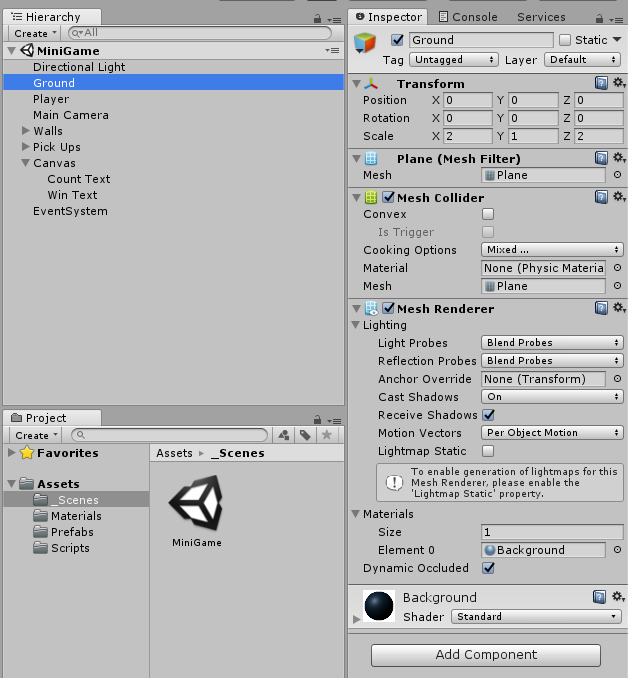 Hierarchy
Create
All
MiniGame
Directional Light
Ground
Player
Main Camera
Walls
Pick Ups
Canvas
Count Text
Win Text
EventSystem
Project
Create
Favorites
Assets
_Scenes
Materials
Prefabs
Scripts
Assets _Scenes
MiniGame
Inspector Console Services
Ground Static
Tag Untagged Layer Default
Transform
Position X 0 Y 0 Z 0
Rotation X 0 Y 0 Z 0
Scale X 2 Y 1 Z 2
Plane (Mesh Filter)
Mesh Plane
Mesh Collider
Convex
Is Trigger
Cooking Options Mixed ...
Material None (Physic Materia
Mesh Plane
Mesh Renderer
Lighting
Light Probes Blend Probes
Reflection Probes Blend Probes
Anchor Override None (Transform)
Cast Shadows On
Receive Shadows
Motion Vectors Per Object Motion
Lightmap Static
To enable generation of lightmaps for this
Mesh Renderer, please enable the
'Lightmap Static' property.
Materials
Size 1
Element 0 Background
Dynamic Occluded
Background
Shader Standard
Add Component